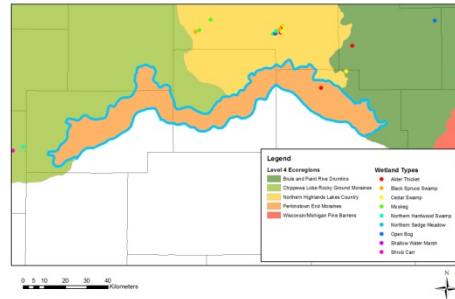 Legend
Level 4 Ecoregions
Brule and Paint River Drumlins
Chippewa Lobe Rocky Ground Moraines
Northern Highlands Lakes Country
Perkinstown End Moraines
Wisconsin/Michigan Pine Barrens
Wetland Types
Alder Thicket
Black Spruce Swamp
Cedar Swamp
Muskeg
Northern Hardwood Swamp
Northern Sedge Meadow
Open Bog
Shallow Water Marsh
Shrub Carr
0 5 10 20 30 40
Kilometers
N